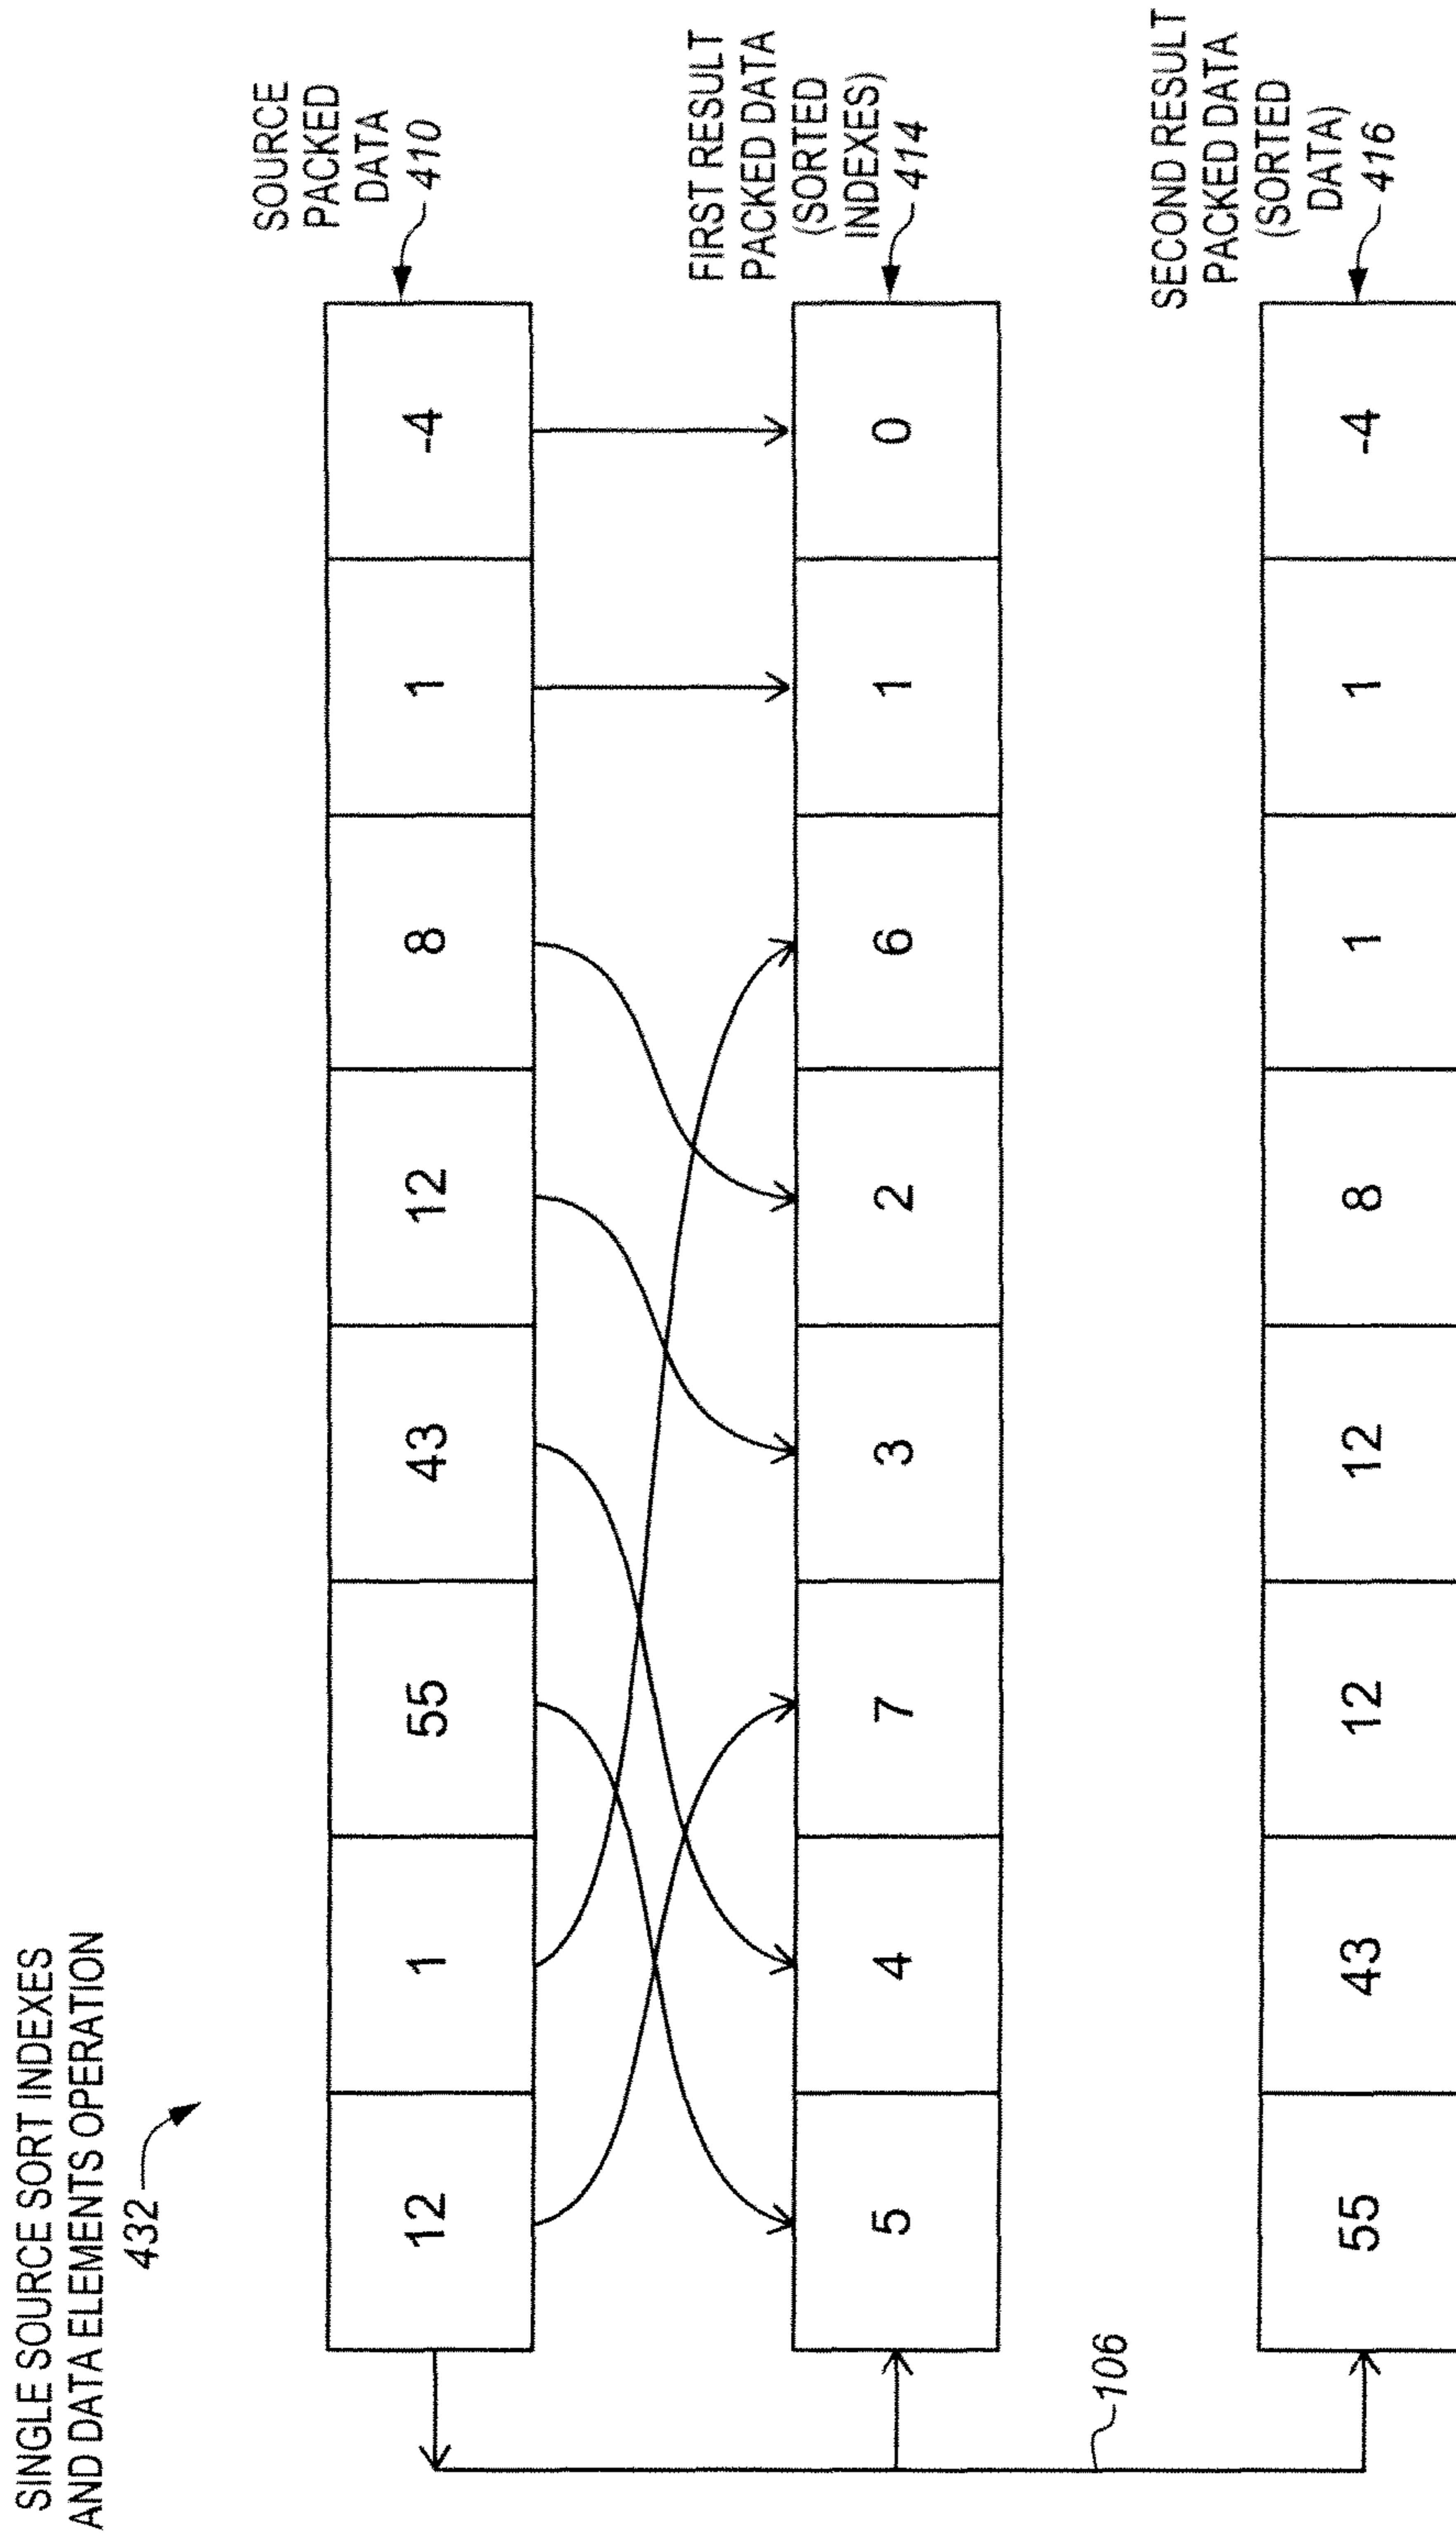 SINGLE SOURCE SORT INDEXES
AND DATA ELEMENTS OPERATION
432
12 1 55 43 12 8 1 -4
SOURCE
PACKED
DATA
410
5 4 7 3 2 6 1 0
FIRST RESULT
PACKED DATA
(SORTED
INDEXES)
414
106
55 43 12 12 8 1 1 -4
SECOND RESULT
PACKED DATA
(SORTED
DATA)
416